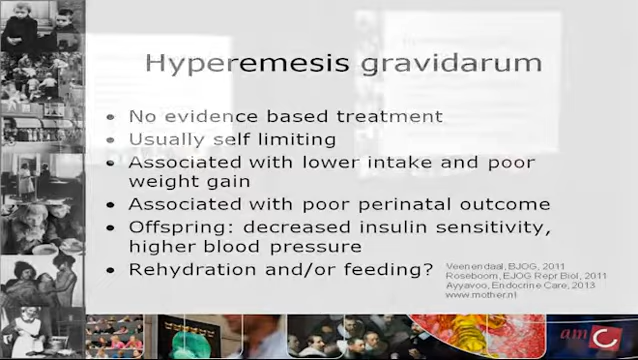 Hyperemesis gravidarum
• No evidence based treatment
• Usually self limiting
• Associated with lower intake and poor
weight gain
• Associated with poor perinatal outcome
• Offspring: decreased insulin sensitivity,
higher blood pressure
• Rehydration and/or feeding?
Veenendaal, BJOG, 2011
Roseboom, EJOG Repr Biol, 2011
Ayyavoo, Endocrine Care, 2013
www.mother.nl
amc